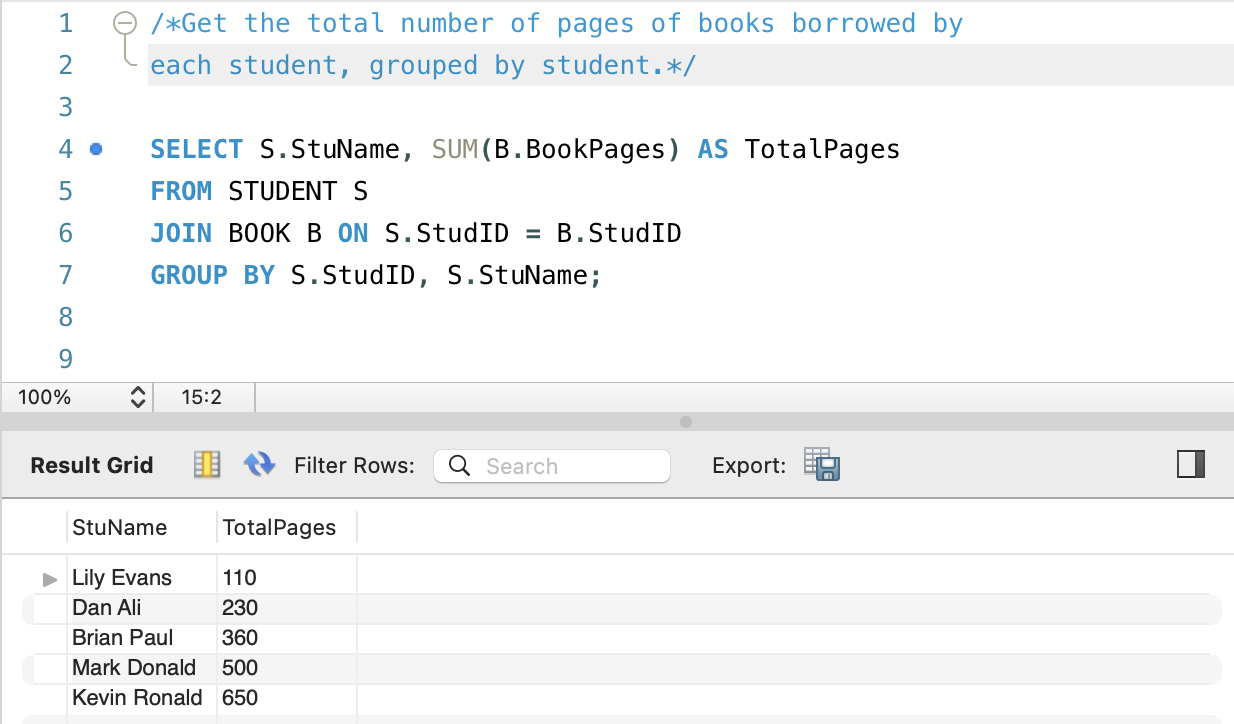 1 /*Get the total number of pages of books borrowed by
2 each student, grouped by student.*/
3
4 SELECT S.StuName, SUM(B.BookPages) AS TotalPages
5 FROM STUDENT S
6 JOIN BOOK B ON S.StudID = B.StudID
7 GROUP BY S.StudID, S.StuName;
8
9
100% 15:2
Result Grid Filter Rows: Search Export:
StuName TotalPages
Lily Evans 110
Dan Ali 230
Brian Paul 360
Mark Donald 500
Kevin Ronald 650